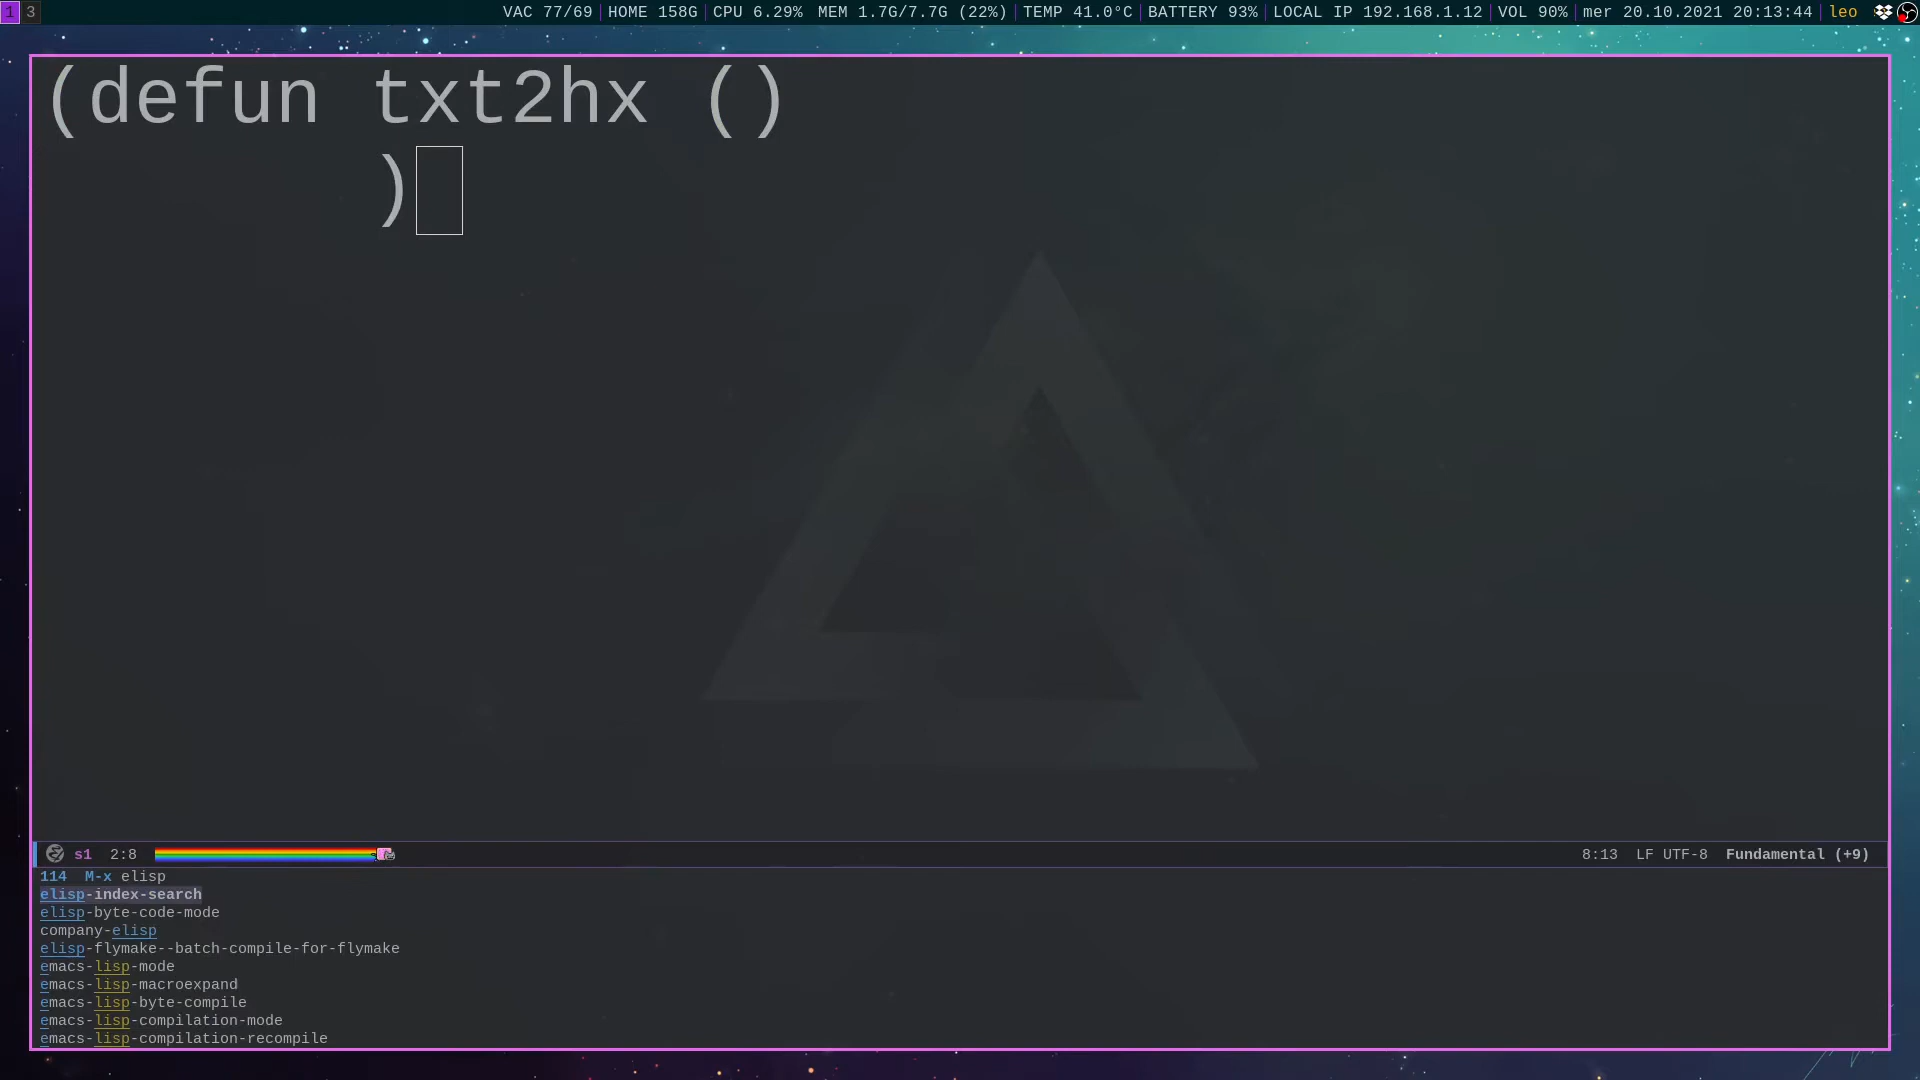 1 3 VAC 77/69|HOME 158G|CPU 6.29% MEM 1.7G/7.7G (22%)|TEMP 41.0°C|BATTERY 93%|LOCAL IP 192.168.1.12|VOL 90%|mer 20.10.2021 20:13:44|leo
(defun txt2hx ()
)
s1 2:8 8:13 LF UTF-8 Fundamental (+9)
114 M-x elisp
elisp-index-search
elisp-byte-code-mode
company-elisp
elisp-flymake--batch-compile-for-flymake
emacs-lisp-mode
emacs-lisp-macroexpand
emacs-lisp-byte-compile
emacs-lisp-compilation-mode
emacs-lisp-compilation-recompile